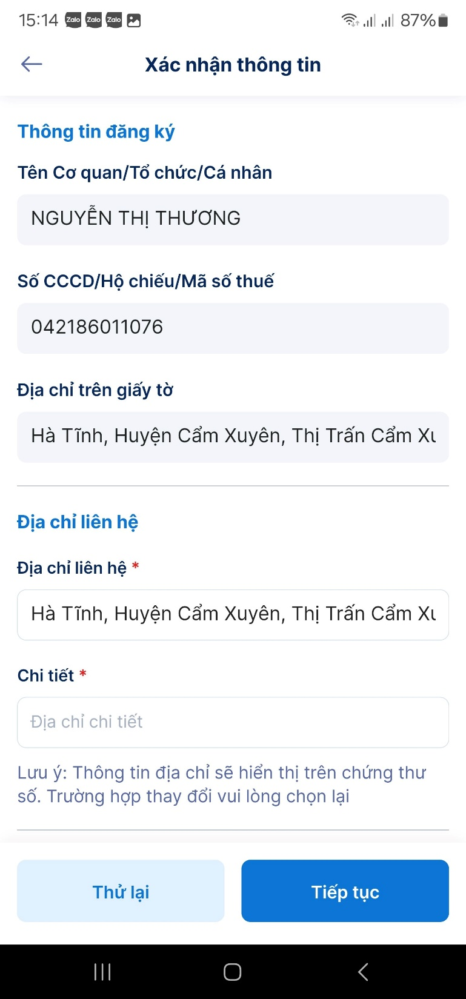 15:14 Zalo Zalo Zalo 87%
Xác nhận thông tin
Thông tin đăng ký
Tên Cơ quan/Tổ chức/Cá nhân
NGUYỄN THỊ THƯƠNG
Số CCCD/Hộ chiếu/Mã số thuế
042186011076
Địa chỉ trên giấy tờ
Hà Tĩnh, Huyện Cẩm Xuyên, Thị Trấn Cẩm Xu
Địa chỉ liên hệ
Địa chỉ liên hệ *
Hà Tĩnh, Huyện Cẩm Xuyên, Thị Trấn Cẩm Xu
Chi tiết *
Địa chỉ chi tiết
Lưu ý: Thông tin địa chỉ sẽ hiển thị trên chứng thư
số. Trường hợp thay đổi vui lòng chọn lại
Thử lại
Tiếp tục